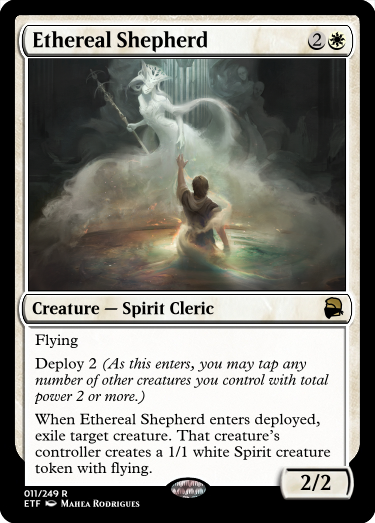 Ethereal Shepherd 2
Creature — Spirit Cleric
Flying
Deploy 2 (As this enters, you may tap any
number of other creatures you control with total
power 2 or more.)
When Ethereal Shepherd enters deployed,
exile target creature. That creature's
controller creates a 1/1 white Spirit creature
token with flying.
2/2
011/249 R
ETF Mahea Rodrigues